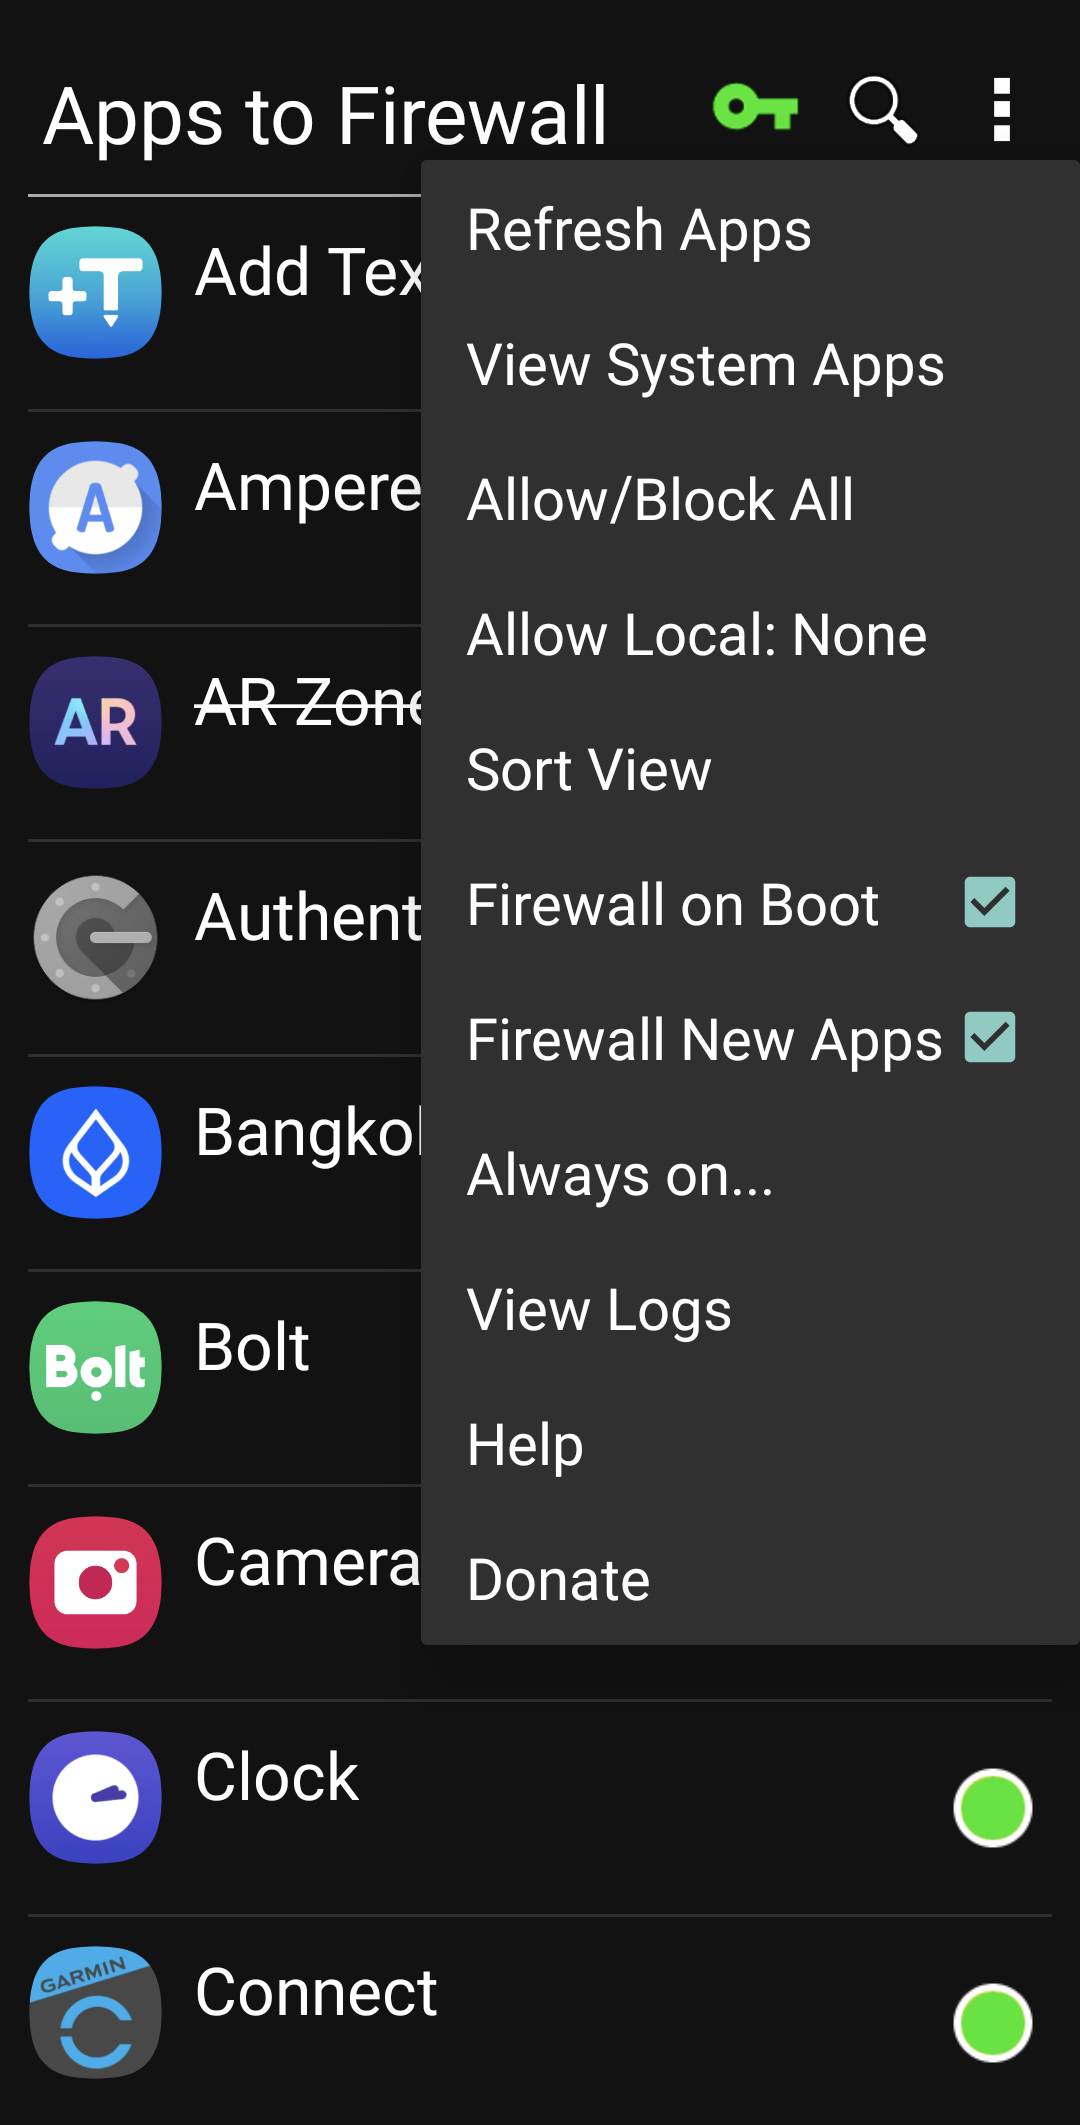 Apps to Firewall
Refresh Apps
View System Apps
Allow/Block All
Allow Local: None
Sort View
Firewall on Boot
Firewall New Apps
Always on...
View Logs
Help
Donate
+T
Add Tex
A
Ampere
AR
AR Zone
Authent
Bangkok
Bolt
Bolt
Camera
Clock
GARMIN
Connect